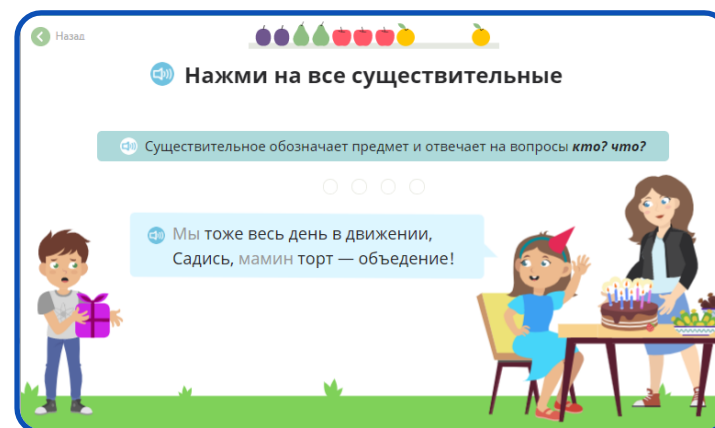 Назад
Нажми на все существительные
Существительное обозначает предмет и отвечает на вопросы кто? что?
Мы тоже весь день в движении,
Садись, мамин торт — объедение!